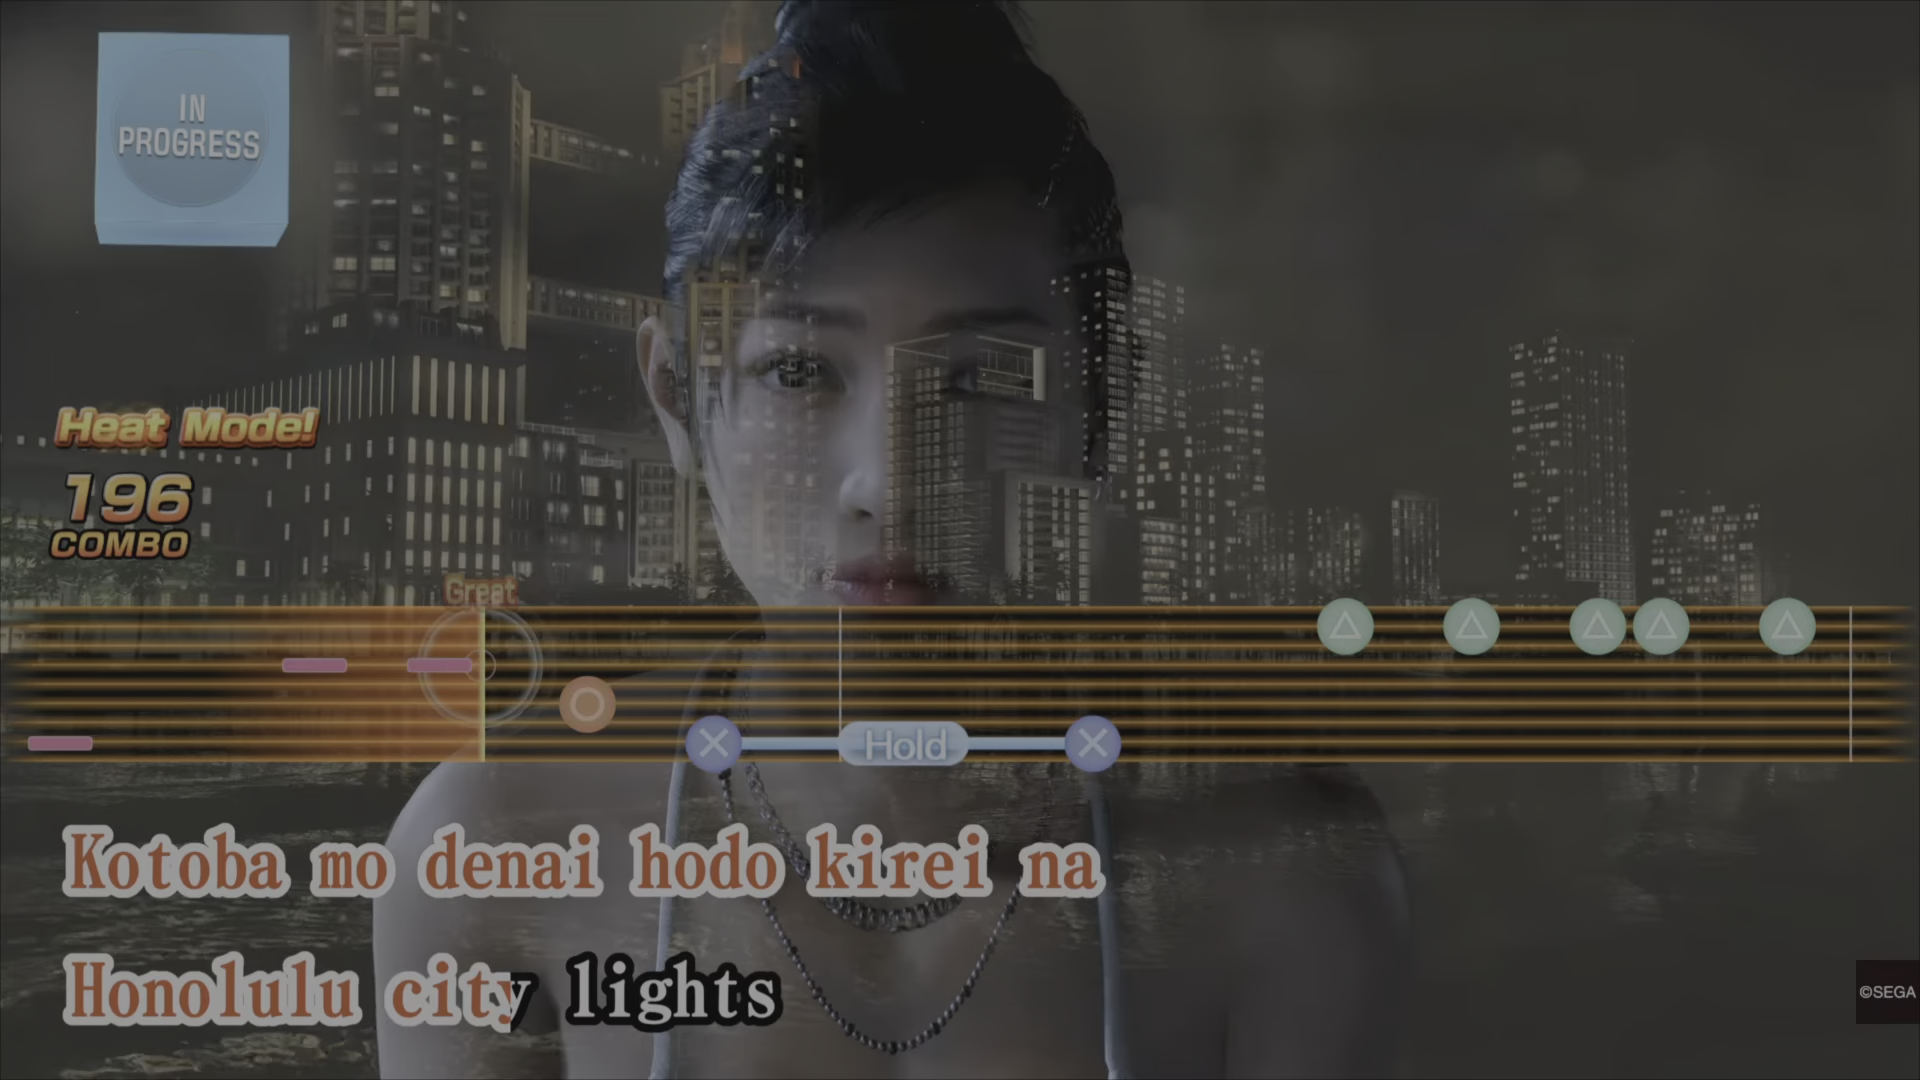 IN
PROGRESS
Heat Mode!
196
COMBO
Great
Hold
Kotoba mo denai hodo kirei na
Honolulu city lights
©SEGA